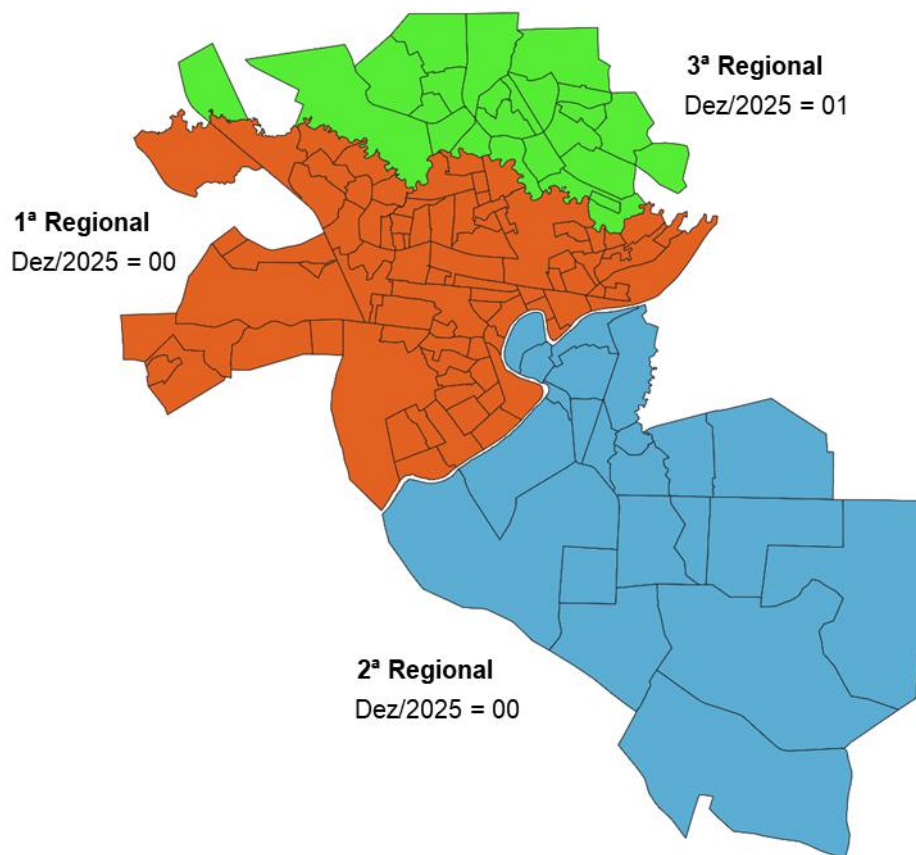 3ª Regional
Dez/2025 = 01
1ª Regional
Dez/2025 = 00
2ª Regional
Dez/2025 = 00